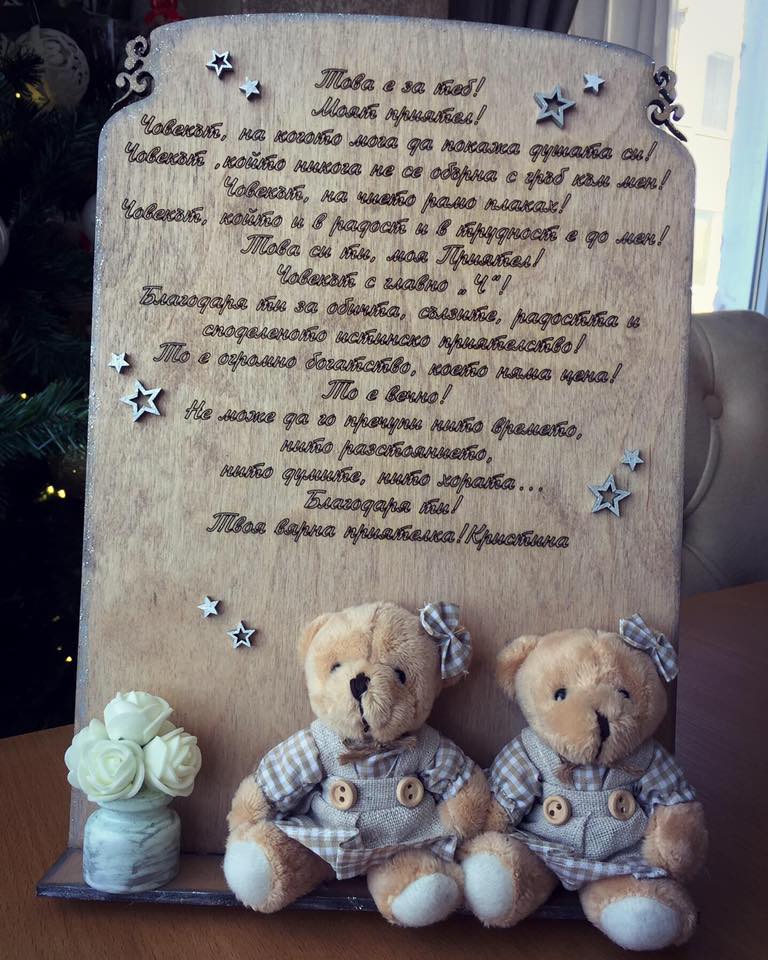 Това е за теб!
Моят приятел!
Човекът, на когото мога да покажа душата си!
Човекът ,който никога не се обърна с гръб към мен!
Човекът, на чието рамо плаках!
Човекът, който и в радост и в трудност е до мен!
Това си ти, моя Приятел!
Човекът с главно „Ч“!
Благодаря ти за обичта, сълзите, радостта и
споделеното истинско приятелство!
То е огромно богатство, което няма цена!
То е вечно!
Не може да го пречупи нито времето,
нито разстоянието,
нито думите, нито хората...
Благодаря ти!
Твоя вярна приятелка!Кристина